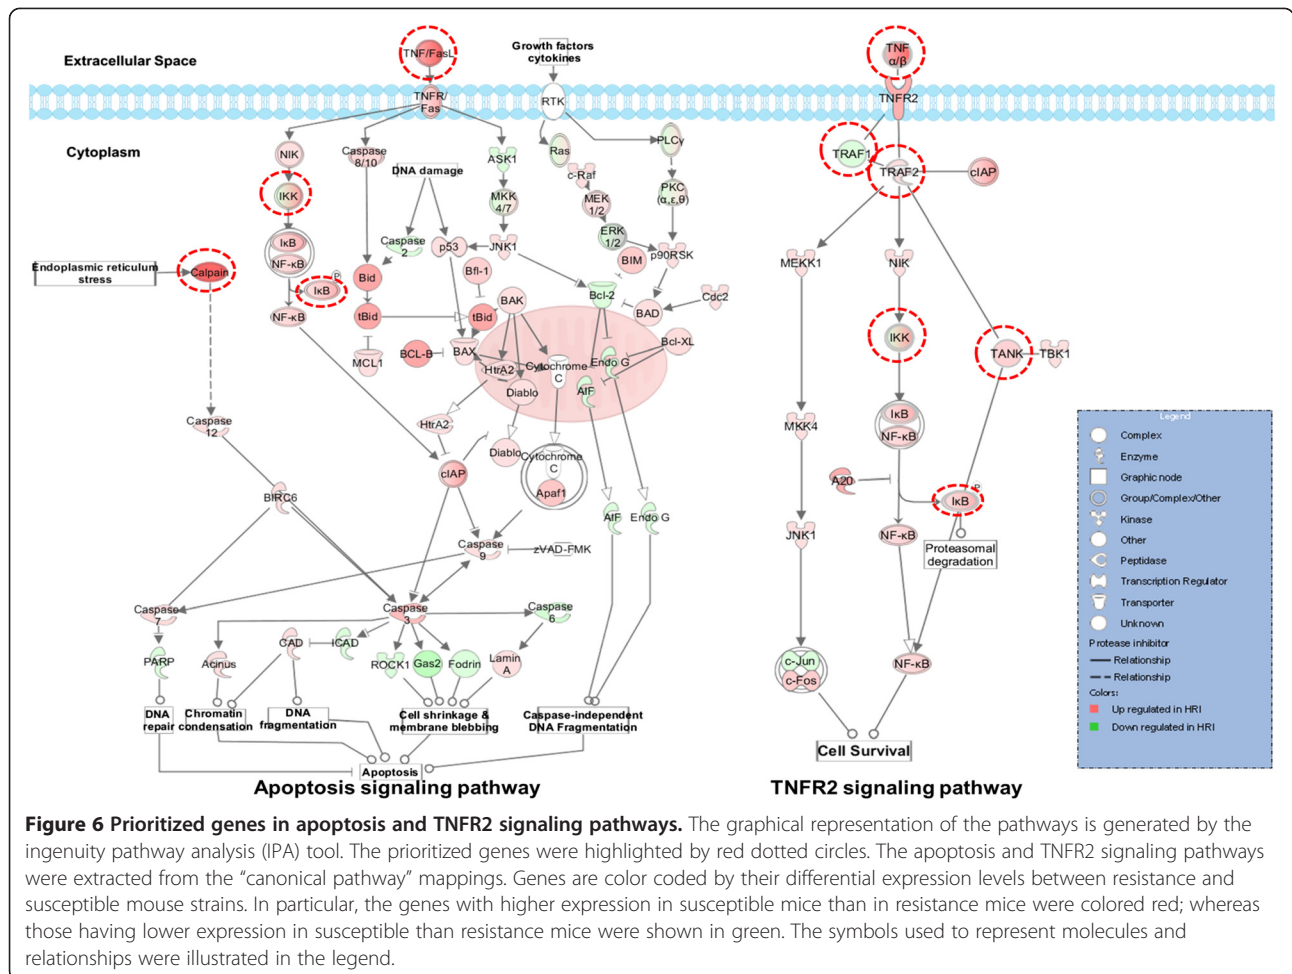 Extracellular Space
TNF/FasL
Growth factors
cytokines
TNF
α/β
TNFR/
Fas
RTK
TNFR2
Cytoplasm
NIK
Caspase
8/10
DNA damage
ASK1
Ras
c-Raf
PLCγ
TRAF1
TRAF2
cIAP
IKK
MKK
4/7
MEK
1/2
PKC
(α,ε,θ)
IκB
NF-κB
Caspase
2
p53
JNK1
ERK
1/2
BIM
p90RSK
MEKK1
NIK
Endoplasmic reticulum
stress
Calpain
P
IκB
Bid
Bfl-1
Bcl-2
Cdc2
NF-κB
tBid
tBid
BAK
BAD
IKK
TANK
TBK1
MCL1
BCL-B
BAX
HtrA2
Cytochrome
C
Endo G
Bcl-XL
Diablo
AIF
Caspase
12
HtrA2
MKK4
IκB
NF-κB
cIAP
Diablo
Cytochrome
C
Apaf1
BIRC6
AIF
Endo G
A20
P
IκB
Caspase
9
zVAD-FMK
JNK1
NF-κB
Proteasomal
degradation
Caspase
7
Caspase
3
Caspase
6
PARP
Acinus
CAD
ICAD
ROCK1
Gas2
Fodrin
Lamin
A
c-Jun
c-Fos
NF-κB
DNA
repair
Chromatin
condensation
DNA
fragmentation
Cell shrinkage &
membrane blebbing
Caspase-independent
DNA Fragmentation
Cell Survival
Apoptosis
Apoptosis signaling pathway
TNFR2 signaling pathway
Legend
Complex
Enzyme
Graphic node
Group/Complex/Other
Kinase
Other
Peptidase
Transcription Regulator
Transporter
Unknown
Protease inhibitor
Relationship
Relationship
Colors:
Up regulated in HRI
Down regulated in HRI
Figure 6 Prioritized genes in apoptosis and TNFR2 signaling pathways. The graphical representation of the pathways is generated by the
ingenuity pathway analysis (IPA) tool. The prioritized genes were highlighted by red dotted circles. The apoptosis and TNFR2 signaling pathways
were extracted from the “canonical pathway” mappings. Genes are color coded by their differential expression levels between resistance and
susceptible mouse strains. In particular, the genes with higher expression in susceptible mice than in resistance mice were colored red; whereas
those having lower expression in susceptible than resistance mice were shown in green. The symbols used to represent molecules and
relationships were illustrated in the legend.